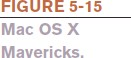 FIGURE 5-15
Mac OS X
Mavericks.